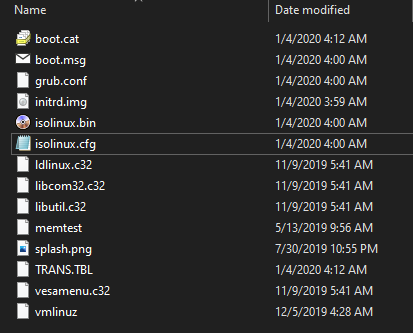 Name Date modified
boot.cat 1/4/2020 4:12 AM
boot.msg 1/4/2020 4:00 AM
grub.conf 1/4/2020 4:00 AM
initrd.img 1/4/2020 3:59 AM
isolinux.bin 1/4/2020 4:00 AM
isolinux.cfg 1/4/2020 4:00 AM
ldlinux.c32 11/9/2019 5:41 AM
libcom32.c32 11/9/2019 5:41 AM
libutil.c32 11/9/2019 5:41 AM
memtest 5/13/2019 9:56 AM
splash.png 7/30/2019 10:55 PM
TRANS.TBL 1/4/2020 4:12 AM
vesamenu.c32 11/9/2019 5:41 AM
vmlinuz 12/5/2019 4:28 AM